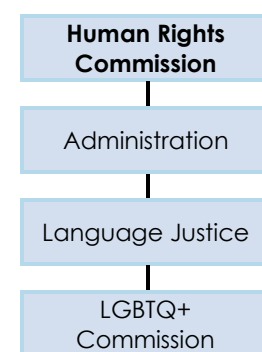 Human Rights
Commission
Administration
Language Justice
LGBTQ+
Commission